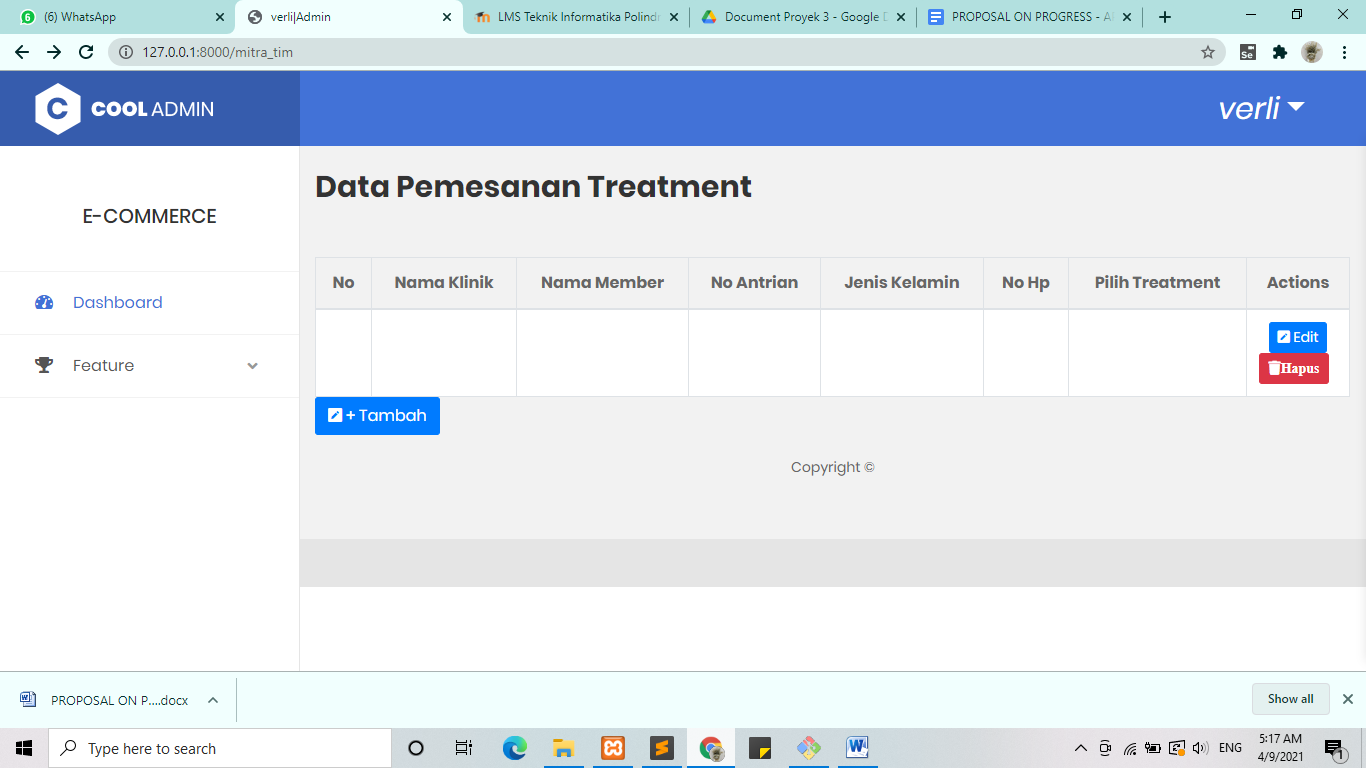 (6) WhatsApp
verli|Admin
LMS Teknik Informatika Polind
Document Proyek 3 - Google D
PROPOSAL ON PROGRESS - A
127.0.0.1:8000/mitra_tim
Se
C COOL ADMIN
verli
E-COMMERCE
Dashboard
Feature
Data Pemesanan Treatment
No Nama Klinik Nama Member No Antrian Jenis Kelamin No Hp Pilih Treatment Actions
Edit
Hapus
+ Tambah
Copyright ©
PROPOSAL ON P....docx
Show all
Type here to search
ENG
5:17 AM
4/9/2021
1